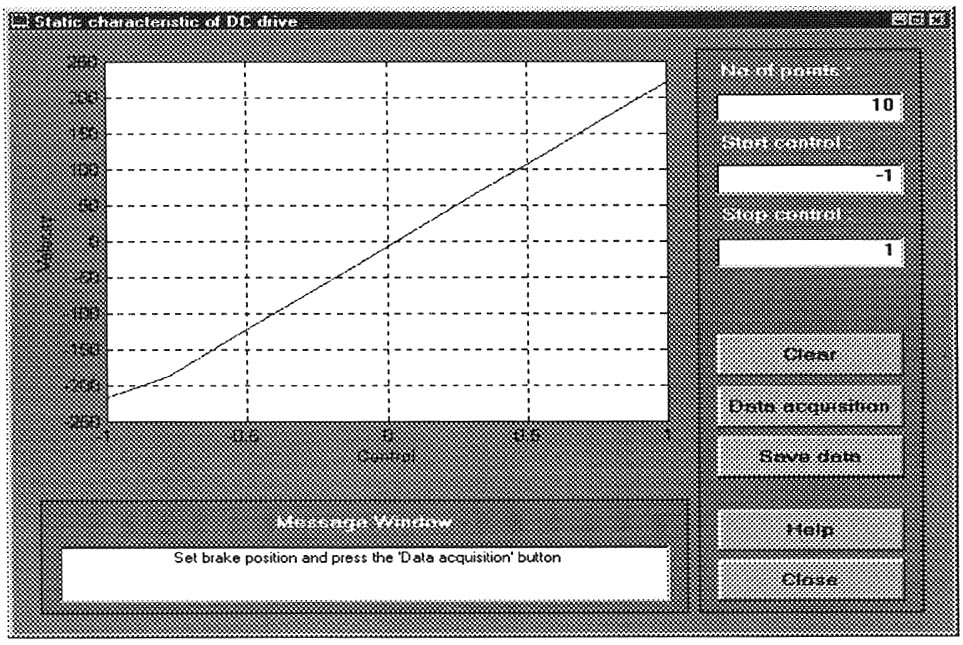 Static characteristic of DC drive
250
200
150
100
50
0
-50
-100
-150
-200
-250
-1
-0.5
0
0.5
1
Velocity
Control
No of points :
10
Start control :
-1
Stop control :
1
Clear
Data acquisition
Save data
Help
Close
Message Window
Set brake position and press the 'Data acquisition' button